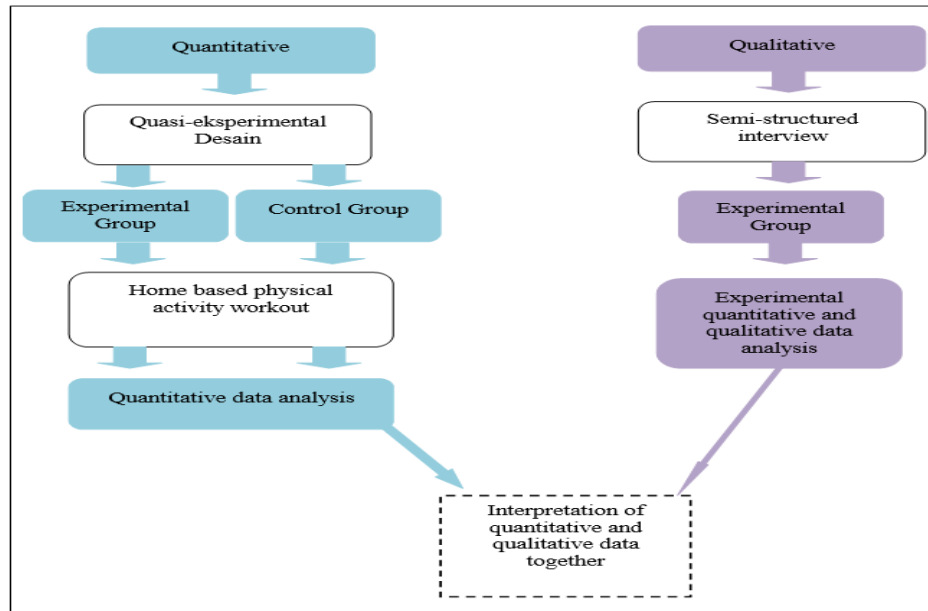 Quantitative
Quasi-eksperimental
Desain
Experimental
Group
Control Group
Home based physical
activity workout
Quantitative data analysis
Qualitative
Semi-structured
interview
Experimental
Group
Experimental
quantitative and
qualitative data
analysis
Interpretation of
quantitative and
qualitative data
together